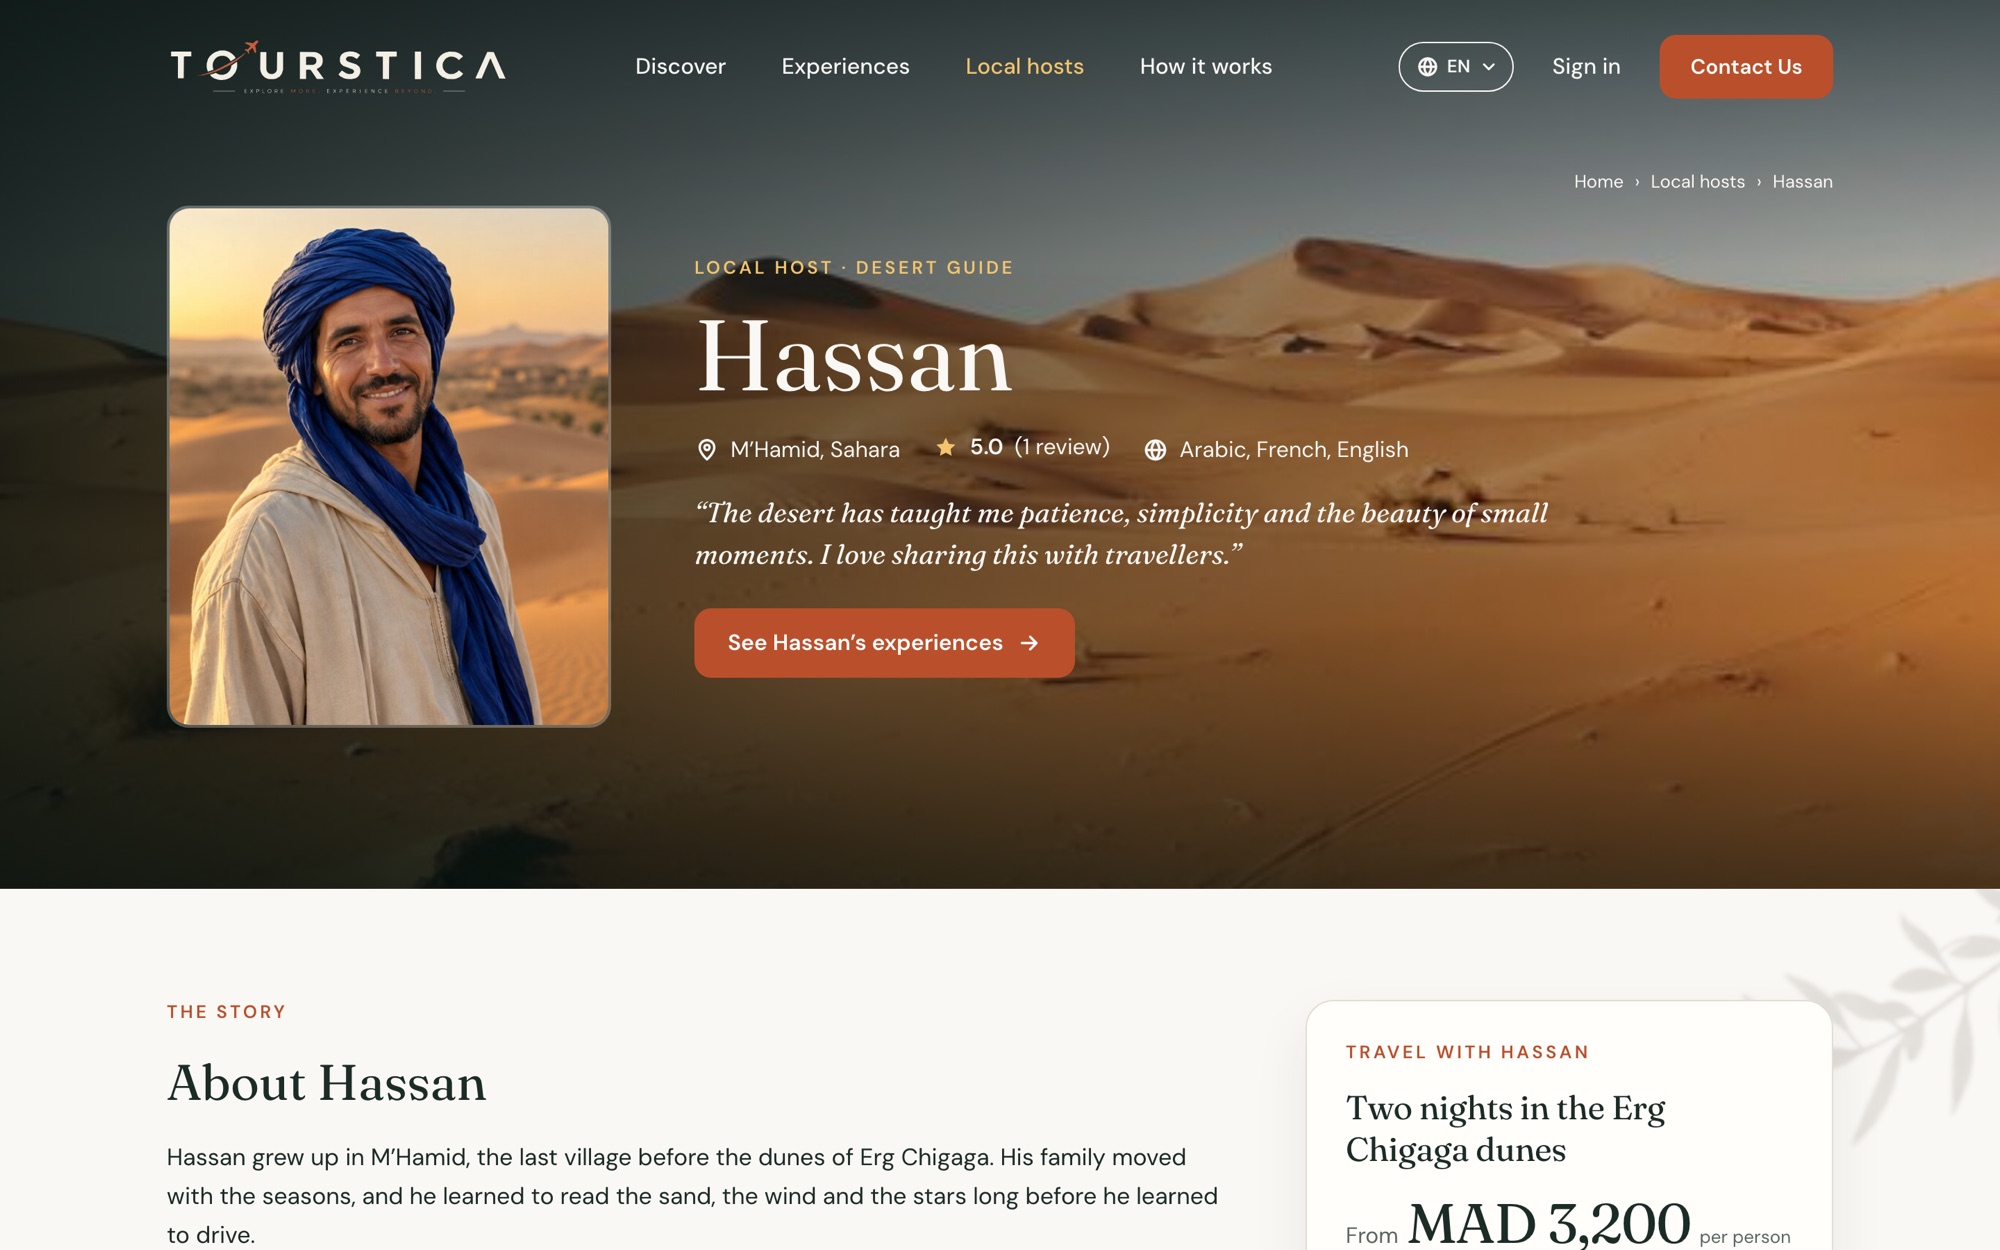 TOURSTICA
EXPLORE MORE. EXPERIENCE BEYOND
Discover
Experiences
Local hosts
How it works
EN
Sign in
Contact Us
Home › Local hosts › Hassan
LOCAL HOST · DESERT GUIDE
Hassan
M’Hamid, Sahara
5.0 (1 review)
Arabic, French, English
“The desert has taught me patience, simplicity and the beauty of small
moments. I love sharing this with travellers.”
See Hassan’s experiences →
THE STORY
About Hassan
Hassan grew up in M’Hamid, the last village before the dunes of Erg Chigaga. His family moved
with the seasons, and he learned to read the sand, the wind and the stars long before he learned
to drive.
TRAVEL WITH HASSAN
Two nights in the Erg
Chigaga dunes
From MAD 3,200 per person